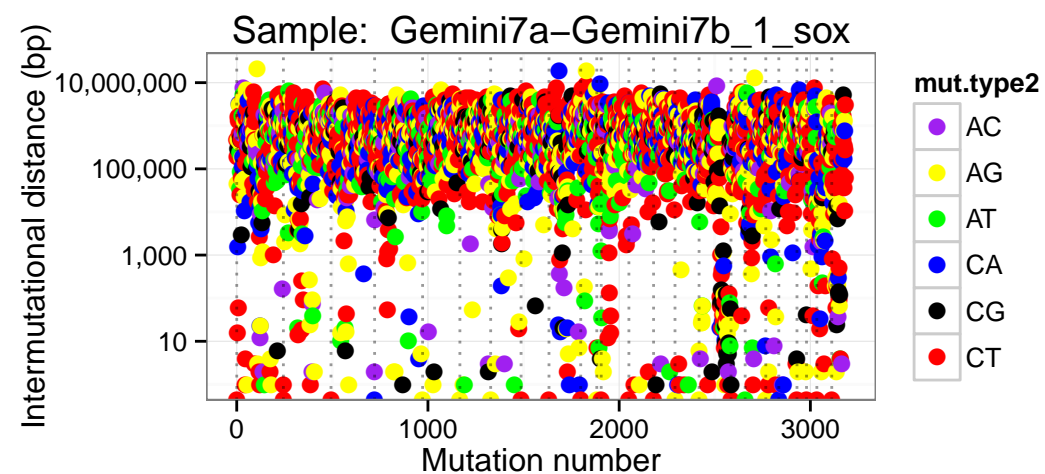 Sample:  Gemini7a−Gemini7b_1_sox
Intermutational distance (bp)
10,000,000
100,000
1,000
10
0
1000
2000
3000
Mutation number
mut.type2
AC
AG
AT
CA
CG
CT